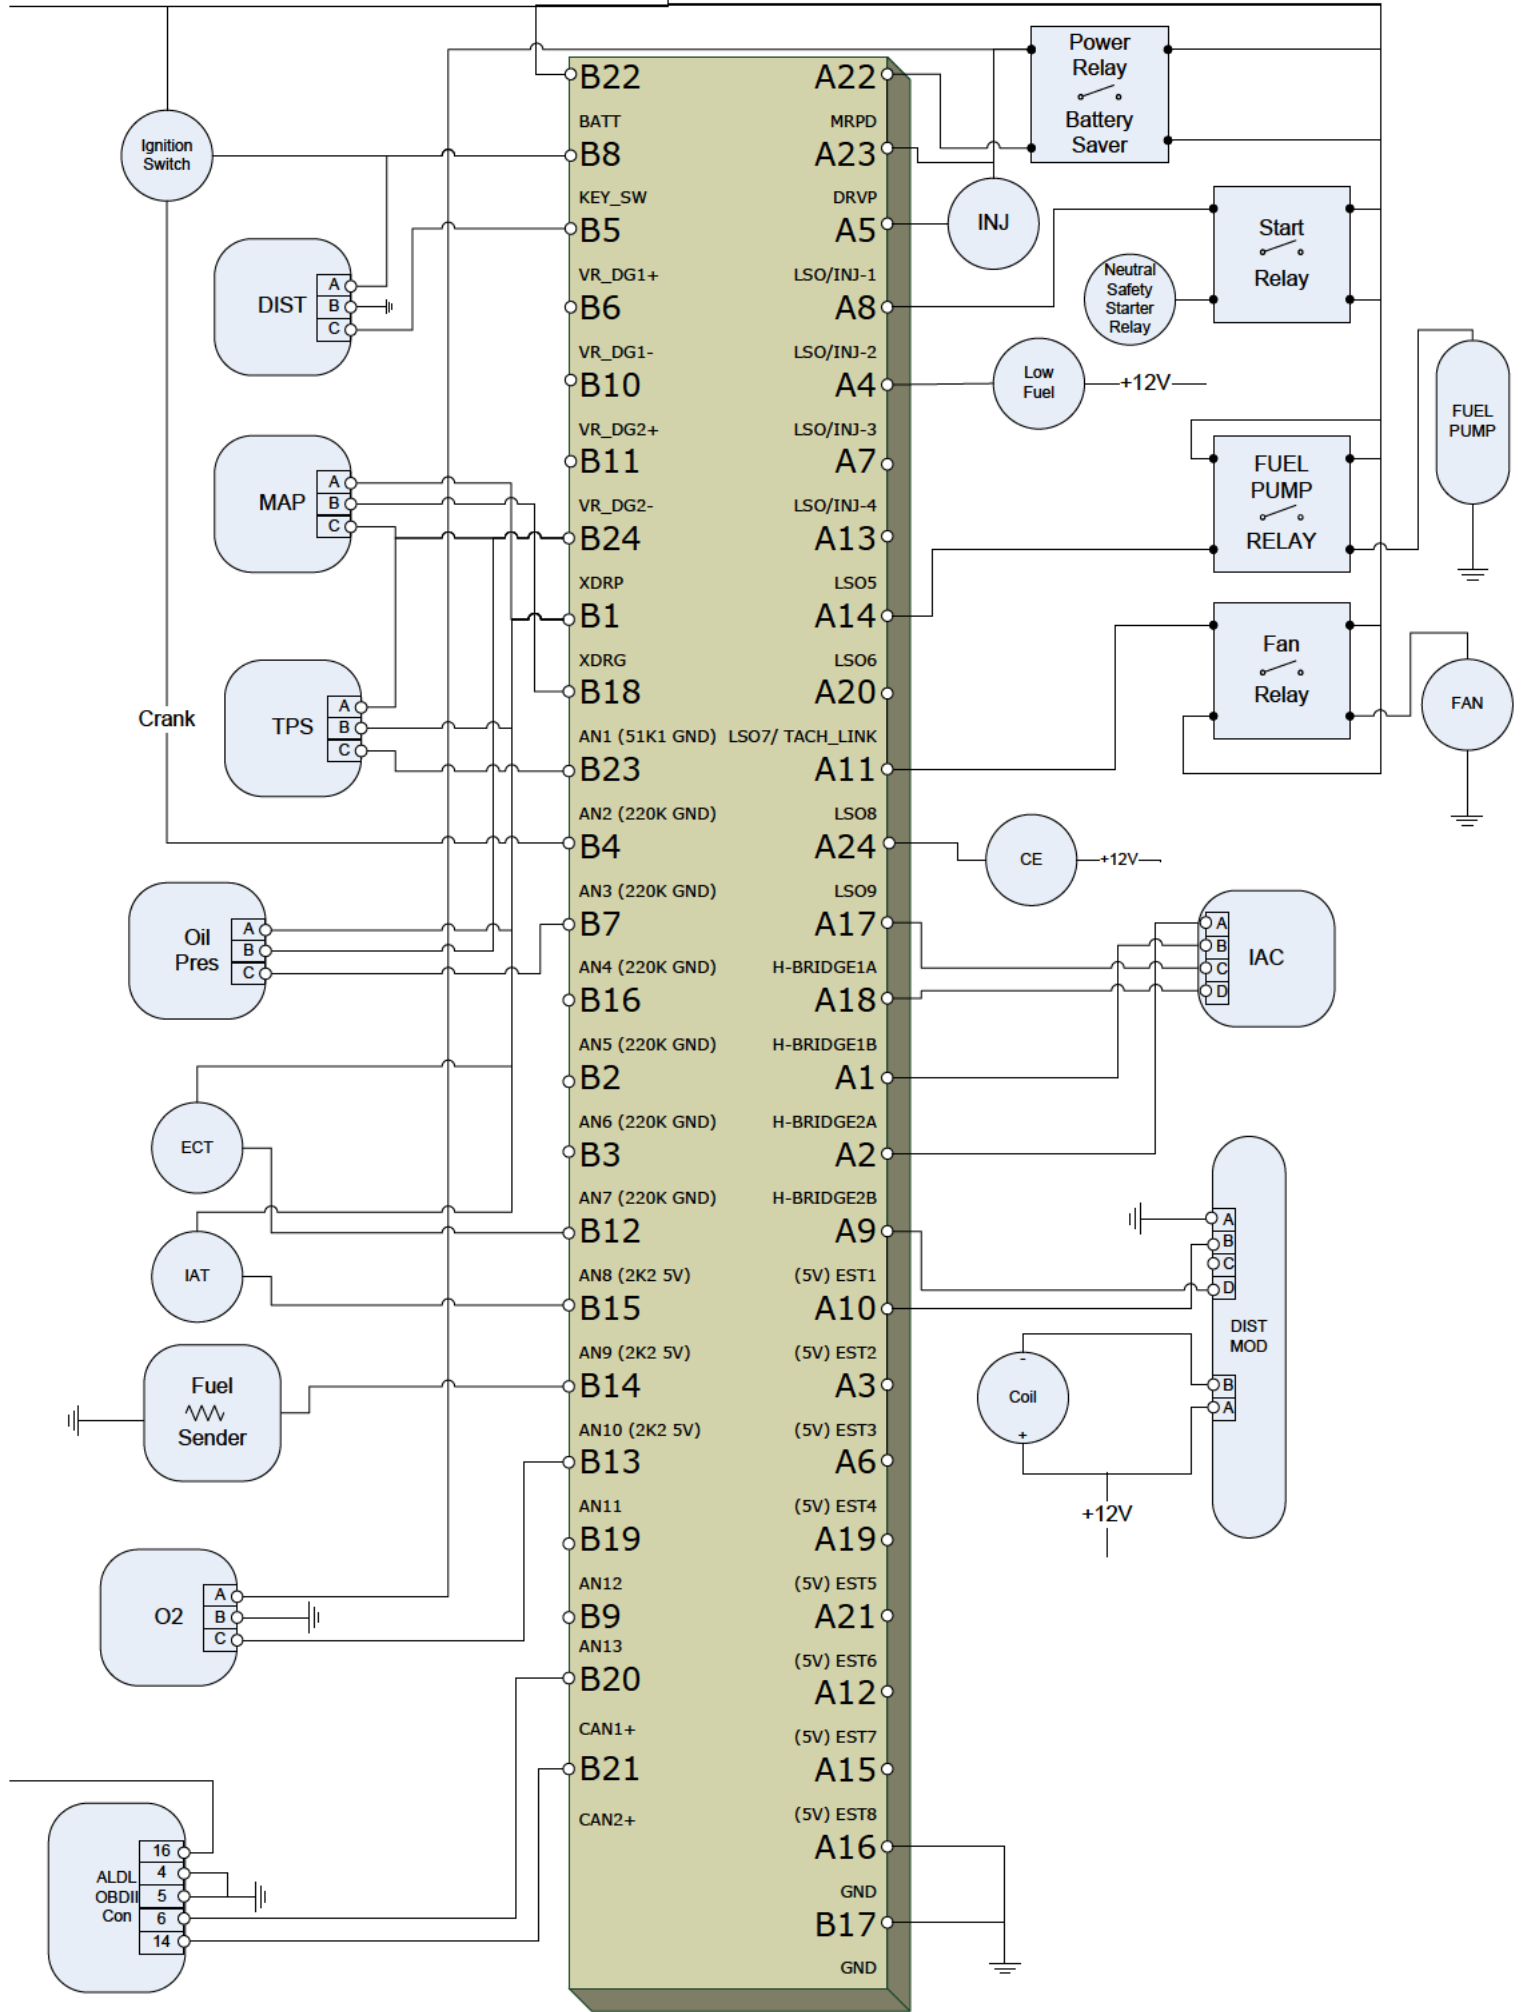 Ignition
Switch
DIST
A
B
C
MAP
A
B
C
Crank
TPS
A
B
C
Oil
Pres
A
B
C
ECT
IAT
Fuel
Sender
O2
A
B
C
ALDL
OBDII
Con
16
4
5
6
14
B22
BATT
B8
KEY_SW
B5
VR_DG1+
B6
VR_DG1-
B10
VR_DG2+
B11
VR_DG2-
B24
XDRP
B1
XDRG
B18
AN1 (51K1 GND)
B23
AN2 (220K GND)
B4
AN3 (220K GND)
B7
AN4 (220K GND)
B16
AN5 (220K GND)
B2
AN6 (220K GND)
B3
AN7 (220K GND)
B12
AN8 (2K2 5V)
B15
AN9 (2K2 5V)
B14
AN10 (2K2 5V)
B13
AN11
B19
AN12
B9
AN13
B20
CAN1+
B21
CAN2+
A22
MRPD
A23
DRVP
A5
LSO/INJ-1
A8
LSO/INJ-2
A4
LSO/INJ-3
A7
LSO/INJ-4
A13
LSO5
A14
LSO6
A20
LSO7/ TACH_LINK
A11
LSO8
A24
LSO9
A17
H-BRIDGE1A
A18
H-BRIDGE1B
A1
H-BRIDGE2A
A2
H-BRIDGE2B
A9
(5V) EST1
A10
(5V) EST2
A3
(5V) EST3
A6
(5V) EST4
A19
(5V) EST5
A21
(5V) EST6
A12
(5V) EST7
A15
(5V) EST8
A16
GND
B17
GND
Power
Relay
Battery
Saver
INJ
Start
Relay
Neutral
Safety
Starter
Relay
Low
Fuel
+12V
FUEL
PUMP
FUEL
PUMP
RELAY
Fan
Relay
FAN
CE
+12V
A
B
C
D
IAC
A
B
C
D
DIST
MOD
B
A
-
Coil
+
+12V